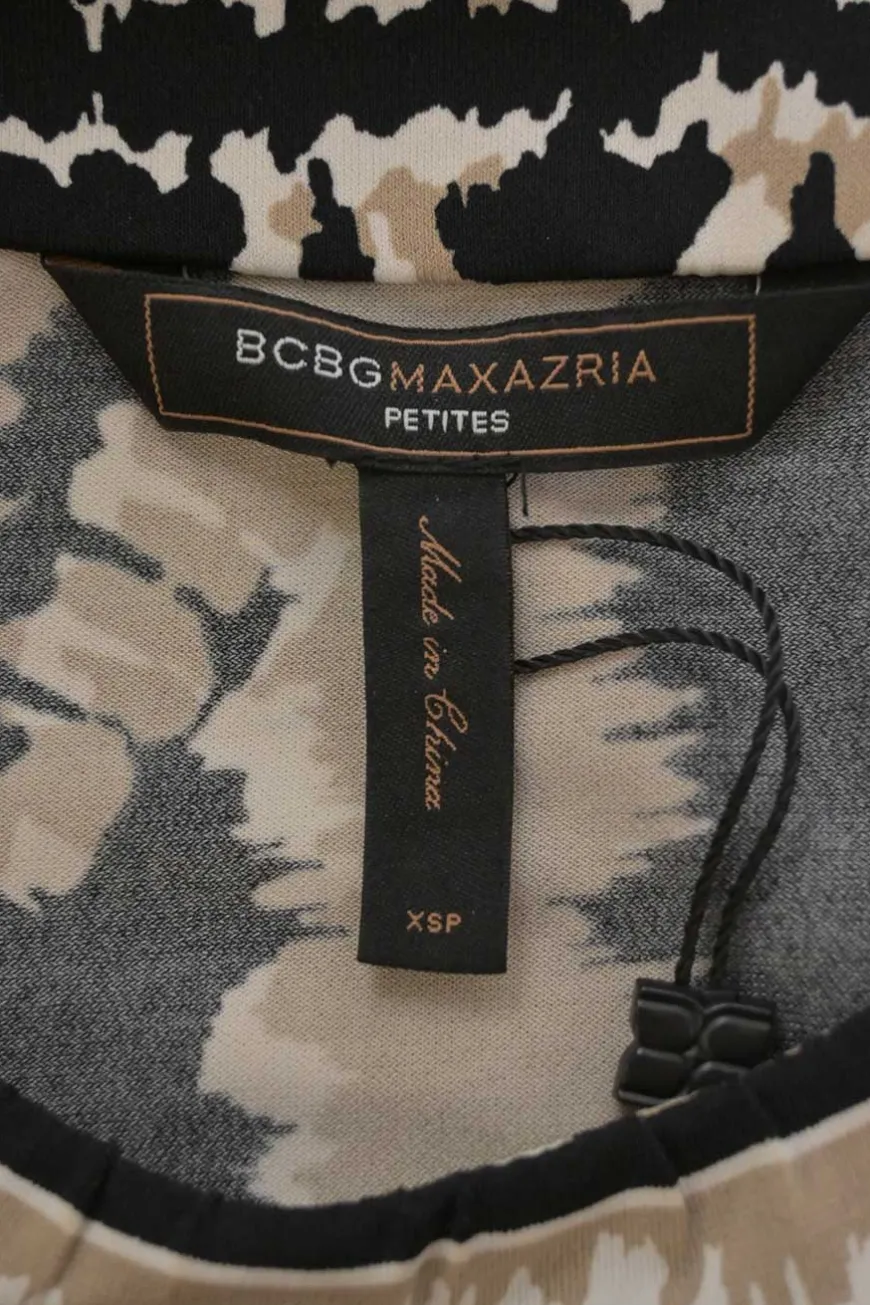 BCBGMAXAZRIA
PETITES
Made in China
XSP